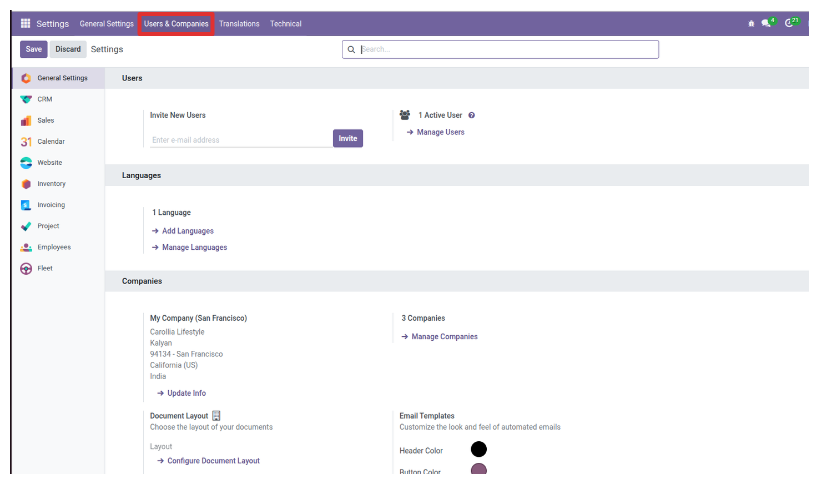 Settings General Settings Users & Companies Translations Technical 4 21
Save Discard Settings Search...
General Settings
CRM
Sales
31 Calendar
Website
Inventory
Invoicing
Project
Employees
Fleet
Users
Invite New Users
Enter e-mail address Invite
1 Active User ?
→ Manage Users
Languages
1 Language
→ Add Languages
→ Manage Languages
Companies
My Company (San Francisco)
Carollia Lifestyle
Kalyan
94134 - San Francisco
California (US)
India
→ Update Info
3 Companies
→ Manage Companies
Document Layout
Choose the layout of your documents
Layout
→ Configure Document Layout
Email Templates
Customize the look and feel of automated emails
Header Color
Button Color